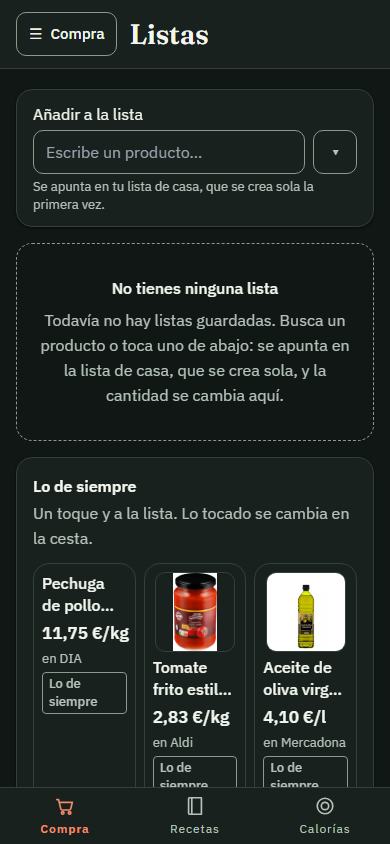 ☰ Compra
Listas
Añadir a la lista
Escribe un producto...
▾
Se apunta en tu lista de casa, que se crea sola la
primera vez.
No tienes ninguna lista
Todavía no hay listas guardadas. Busca un
producto o toca uno de abajo: se apunta en
la lista de casa, que se crea sola, y la
cantidad se cambia aquí.
Lo de siempre
Un toque y a la lista. Lo tocado se cambia en
la cesta.
Pechuga
de pollo...
11,75 €/kg
en DIA
Lo de
siempre
Tomate
frito estil...
2,83 €/kg
en Aldi
Lo de
siempre
Aceite de
oliva virg...
4,10 €/l
en Mercadona
Lo de
siempre
Compra
Recetas
Calorías